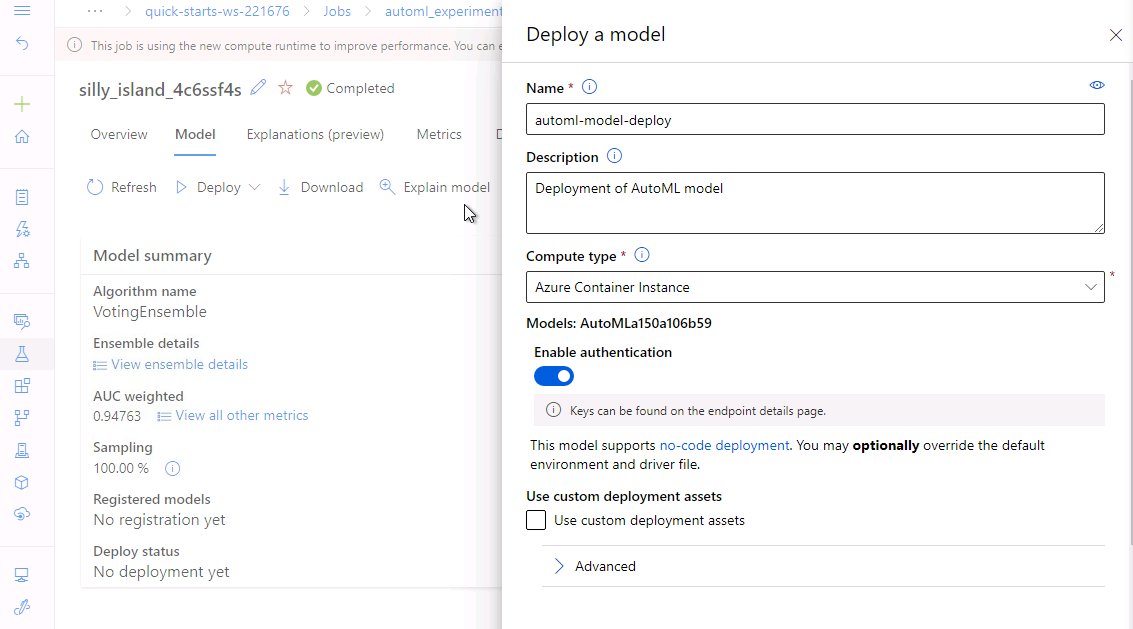 ··· > quick-starts-ws-221676 > Jobs > automl_experiment
This job is using the new compute runtime to improve performance. You can e
silly_island_4c6ssf4s Completed
Overview Model Explanations (preview) Metrics D
Refresh Deploy Download Explain model
Model summary
Algorithm name
VotingEnsemble
Ensemble details
View ensemble details
AUC weighted
0.94763 View all other metrics
Sampling
100.00 %
Registered models
No registration yet
Deploy status
No deployment yet
Deploy a model
Name *
automl-model-deploy
Description
Deployment of AutoML model
Compute type *
Azure Container Instance
*
Models: AutoMLa150a106b59
Enable authentication
Keys can be found on the endpoint details page.
This model supports no-code deployment. You may optionally override the default
environment and driver file.
Use custom deployment assets
Use custom deployment assets
Advanced